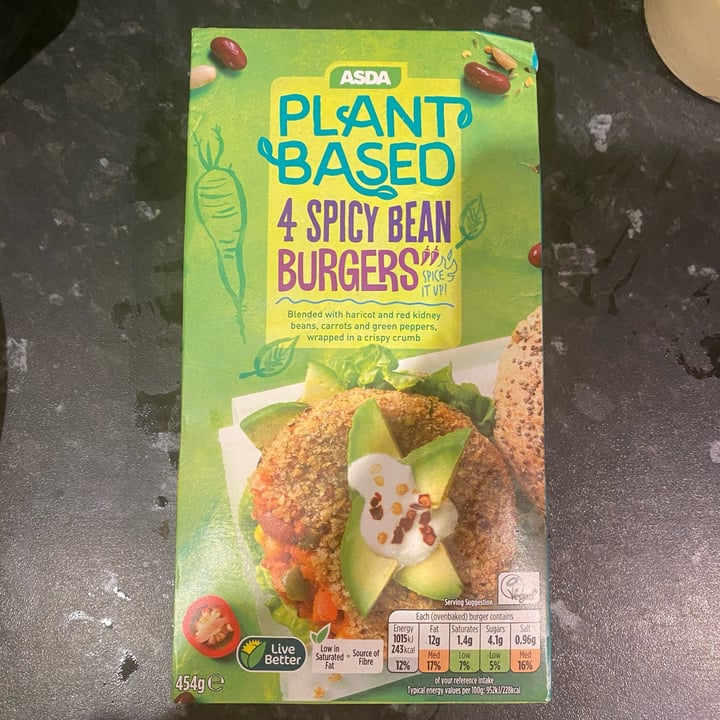 ASDA
PLANT
BASED
4 SPICY BEAN
BURGERS
SPICE
IT UP!
Blended with haricot and red kidney
beans, carrots and green peppers,
wrapped in a crispy crumb
Serving Suggestion
Vegan
Each (ovenbaked) burger contains
Energy Fat Saturates Sugars Salt
1015kJ 12g 1.4g 4.1g 0.96g
243kcal
Med Low Low Med
12% 17% 7% 5% 16%
of your reference intake
Typical energy values per 100g: 952kJ/228kcal
Live
Better
Low in
Saturated
Fat
Source of
Fibre
454g e